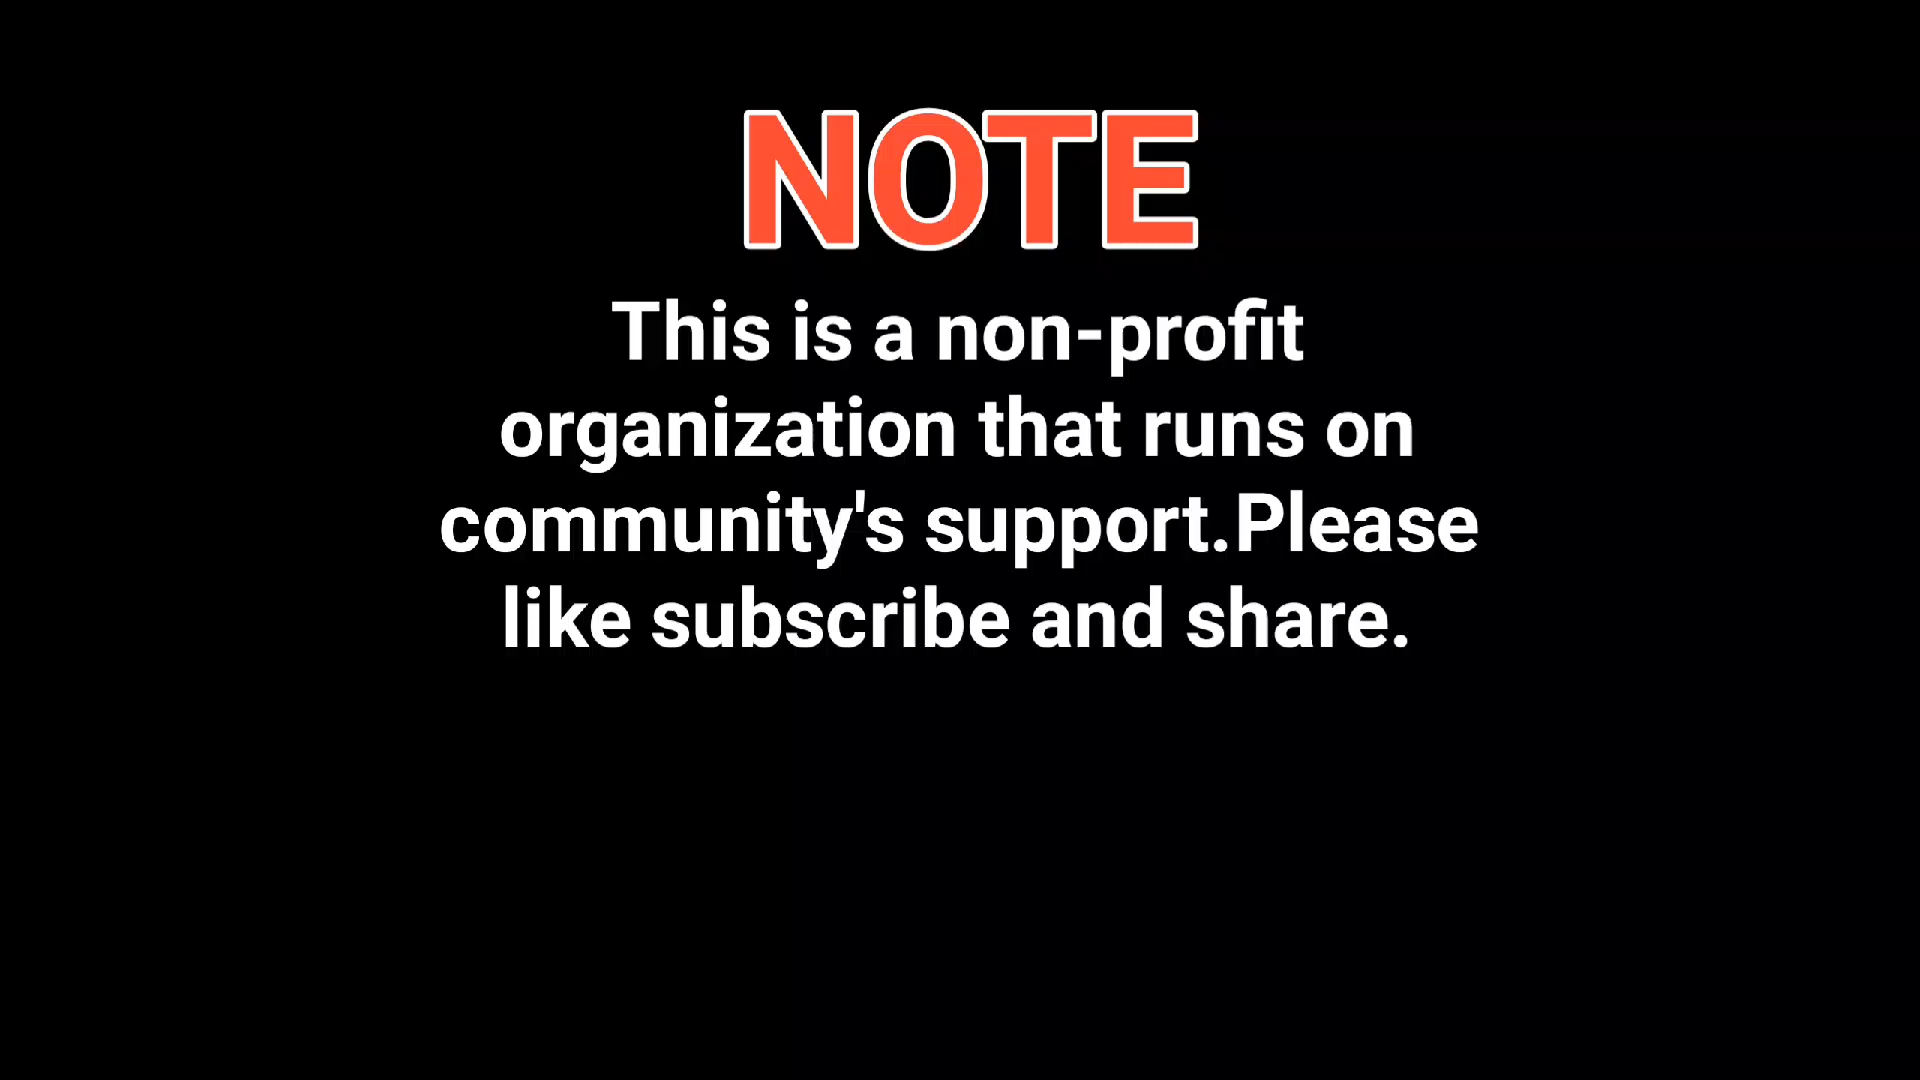 NOTE
This is a non-profit
organization that runs on
community's support.Please
like subscribe and share.